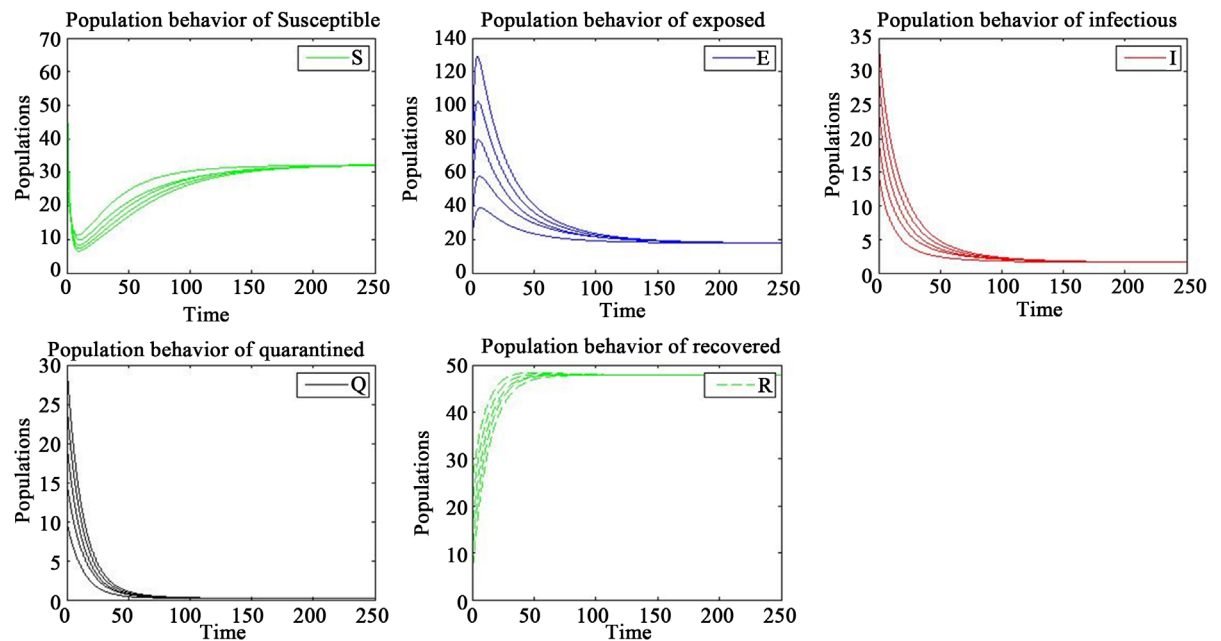 Population behavior of Susceptible
70
60
50
40
30
20
10
0
Populations
S
0 50 100 150 200 250
Time
Population behavior of exposed
140
120
100
80
60
40
20
0
Populations
E
0 50 100 150 200 250
Time
Population behavior of infectious
35
30
25
20
15
10
5
0
Populations
I
0 50 100 150 200 250
Time
Population behavior of quarantined
30
25
20
15
10
5
0
Populations
Q
0 50 100 150 200 250
Time
Population behavior of recovered
50
40
50
30
20
10
0
Populations
R
0 50 100 150 200 250
Time